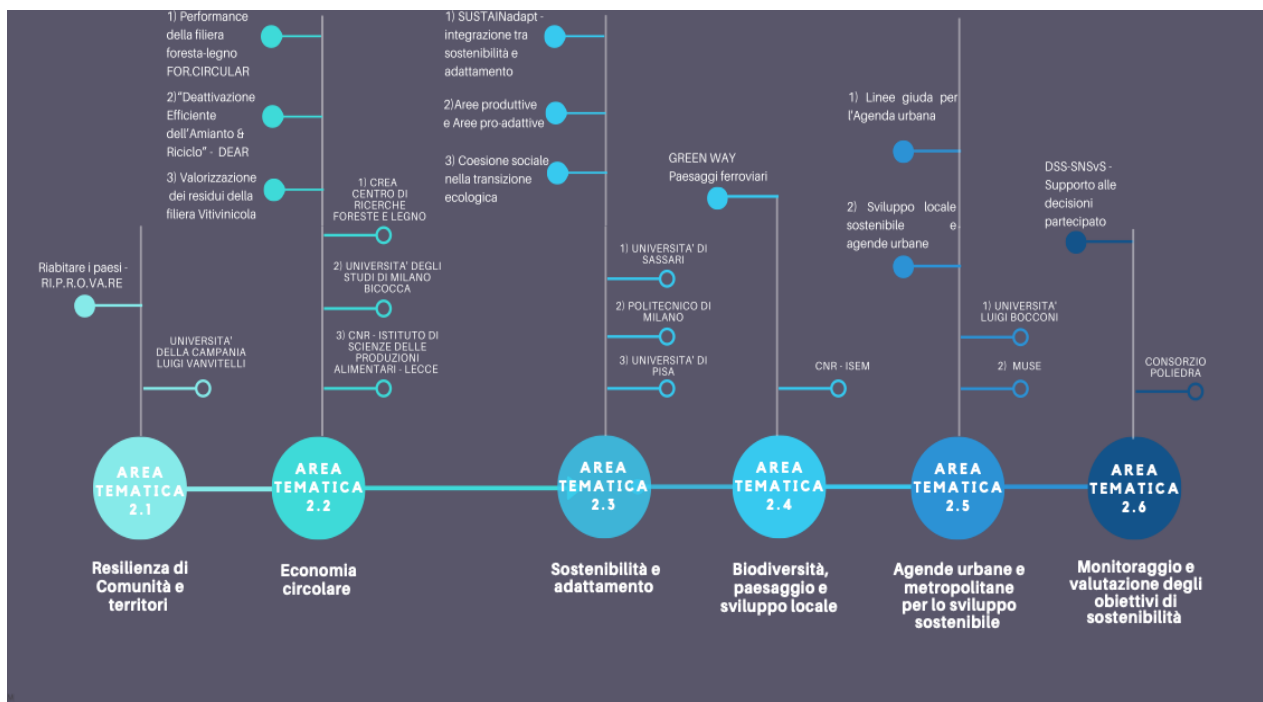 1) Performance
della filiera
foresta-legno
FOR.CIRCULAR
2)"Deattivazione
Efficiente
dell'Amianto &
Riciclo" - DEAR
3) Valorizzazione
dei residui della
filiera Vitivinicola
1) SUSTAINadapt -
integrazione tra
sostenibilità e
adattamento
2)Aree produttive
e Aree pro-adattive
3) Coesione sociale
nella transizione
ecologica
1) Linee giuda per
l'Agenda urbana
2) Sviluppo locale
sostenibile e
agende urbane
GREEN WAY
Paesaggi ferroviari
DSS-SNSvS -
Supporto alle
decisioni
partecipato
Riabitare i paesi -
RI.P.R.O.VA.RE
UNIVERSITA'
DELLA CAMPANIA
LUIGI VANVITELLI
1) CREA
CENTRO DI
RICERCHE
FORESTE E LEGNO
2) UNIVERSITA' DEGLI
STUDI DI MILANO
BICOCCA
3) CNR - ISTITUTO DI
SCIENZE DELLE
PRODUZIONI
ALIMENTARI - LECCE
1) UNIVERSITA' DI
SASSARI
2) POLITECNICO DI
MILANO
3) UNIVERSITA' DI
PISA
CNR - ISEM
1) UNIVERSITA'
LUIGI BOCCONI
2) MUSE
CONSORZIO
POLIEDRA
AREA
TEMATICA
2.1
AREA
TEMATICA
2.2
AREA
TEMATICA
2.3
AREA
TEMATICA
2.4
AREA
TEMATICA
2.5
AREA
TEMATICA
2.6
Resilienza di
Comunità e
territori
Economia
circolare
Sostenibilità e
adattamento
Biodiversità,
paesaggio e
sviluppo locale
Agende urbane e
metropolitane
per lo sviluppo
sostenibile
Monitoraggio e
valutazione degli
obiettivi di
sostenibilità